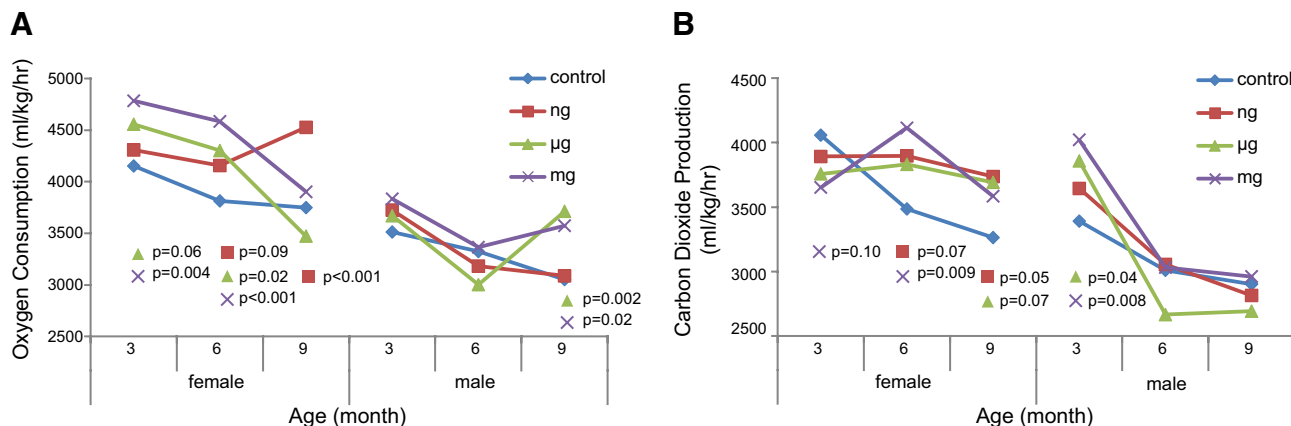 A
Oxygen Consumption (ml/kg/hr)
5000
4500
4000
3500
3000
2500
control
ng
µg
mg
p=0.06
p=0.004
p=0.09
p=0.02
p<0.001
p<0.001
p=0.002
p=0.02
3 6 9 3 6 9
female male
Age (month)
B
Carbon Dioxide Production
(ml/kg/hr)
4500
4000
3500
3000
2500
control
ng
µg
mg
p=0.10
p=0.07
p=0.009
p=0.05
p=0.07
p=0.04
p=0.008
3 6 9 3 6 9
female male
Age (month)